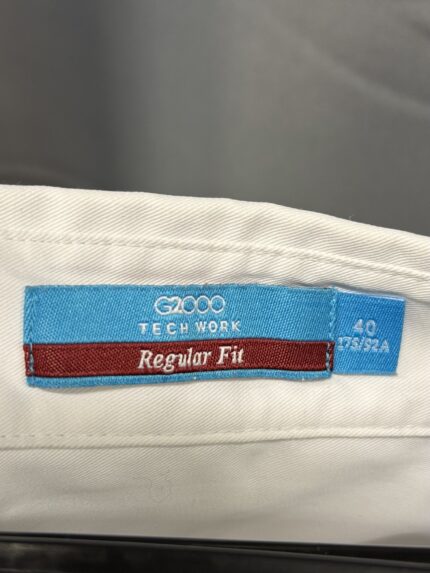 G2000
TECH WORK
Regular Fit
40
175/92A